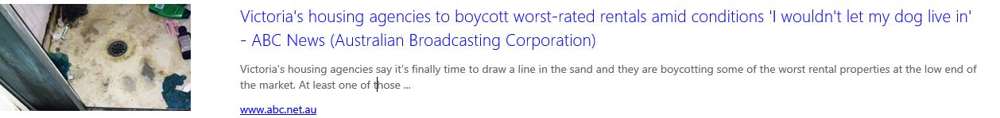 Victoria's housing agencies to boycott worst-rated rentals amid conditions 'I wouldn't let my dog live in'
- ABC News (Australian Broadcasting Corporation)
Victoria's housing agencies say it's finally time to draw a line in the sand and they are boycotting some of the worst rental properties at the low end of
the market. At least one of those ...
www.abc.net.au